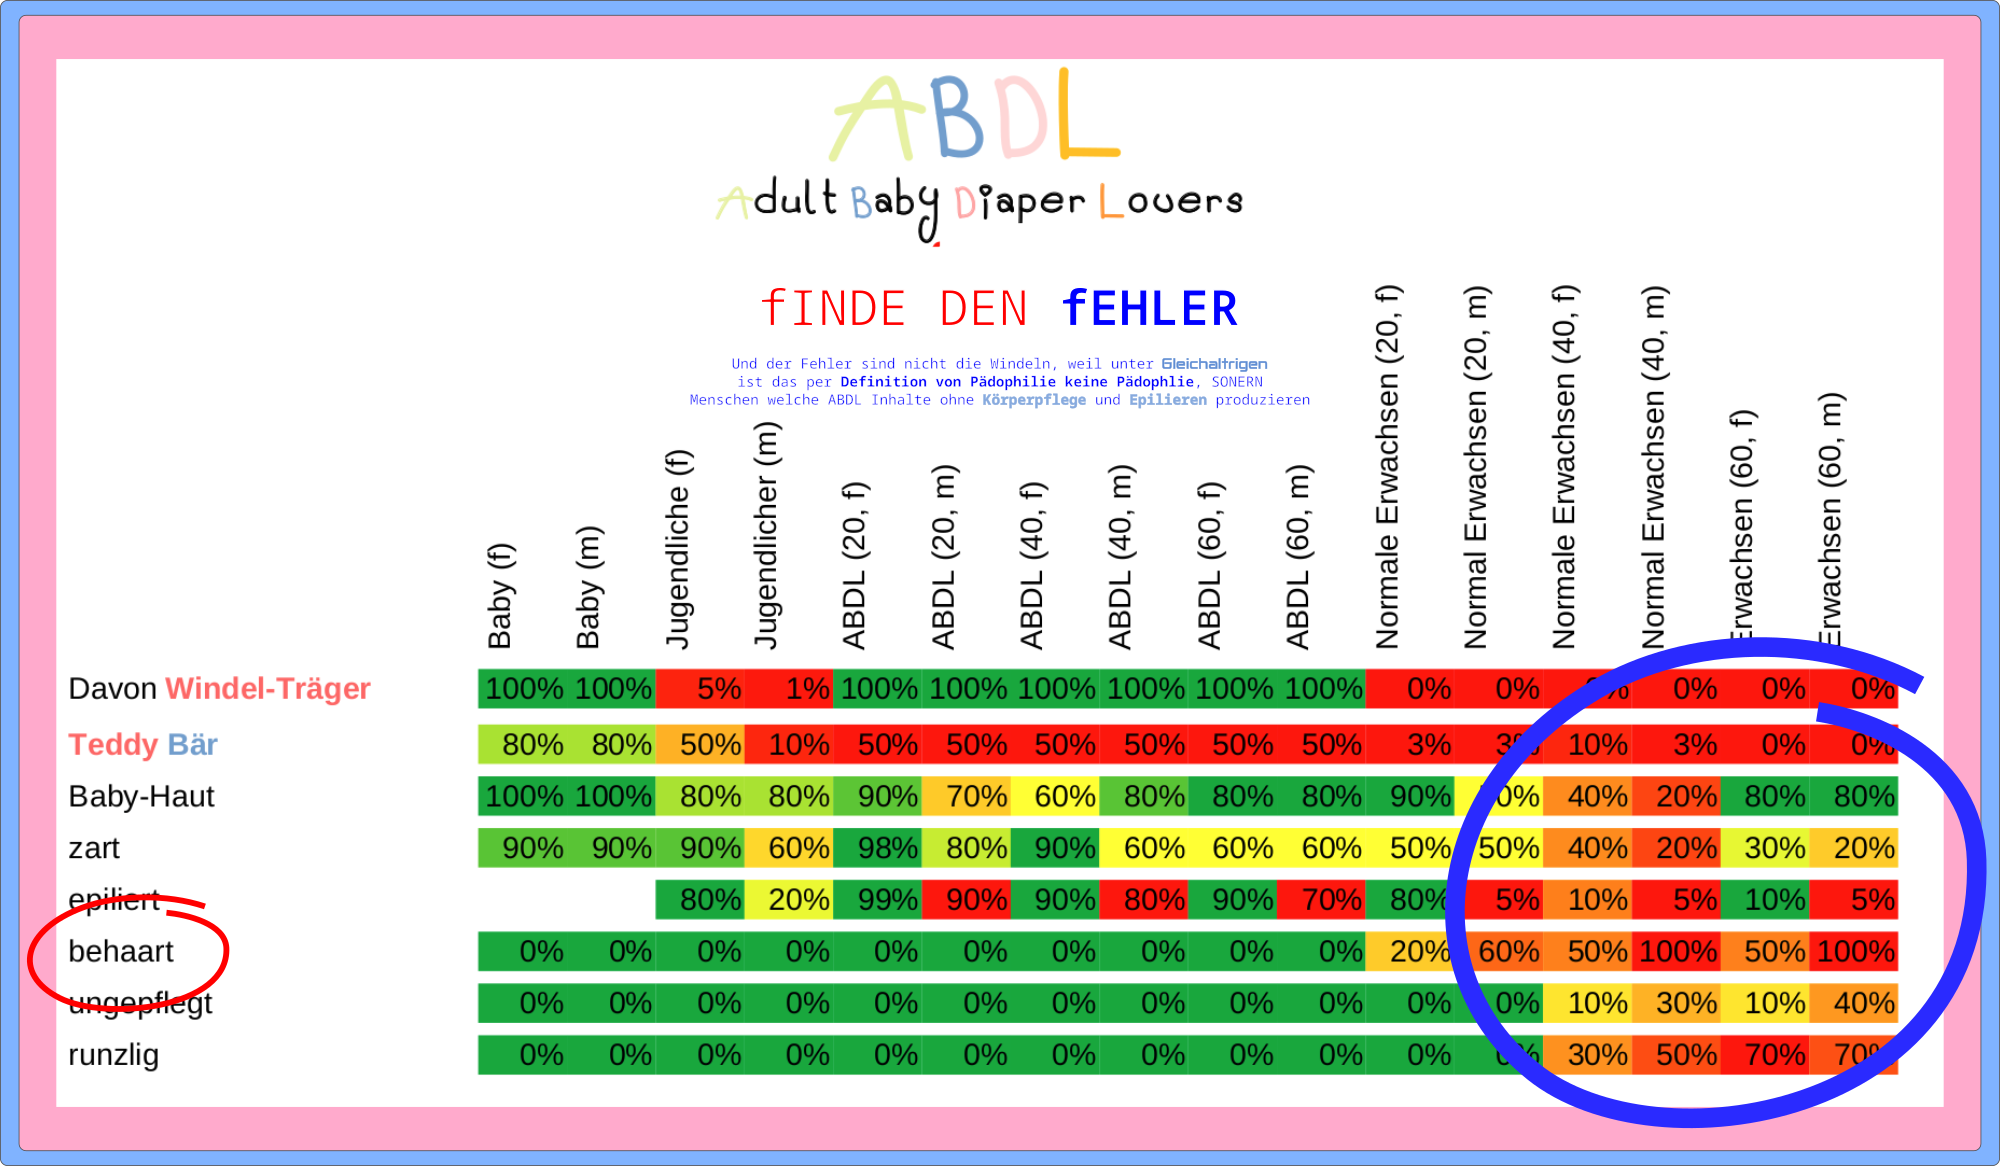 ABDL
Adult Baby Diaper Lovers
fINDE DEN fEHLER
Und der Fehler sind nicht die Windeln, weil unter Gleichaltrigen
ist das per Definition von Pädophilie keine Pädophlie, SONERN
Menschen welche ABDL Inhalte ohne Körperpflege und Epilieren produzieren
Baby (f)
Baby (m)
Jugendliche (f)
Jugendlicher (m)
ABDL (20, f)
ABDL (20, m)
ABDL (40, f)
ABDL (40, m)
ABDL (60, f)
ABDL (60, m)
Normale Erwachsen (20, f)
Normal Erwachsen (20, m)
Normale Erwachsen (40, f)
Normal Erwachsen (40, m)
Erwachsen (60, f)
Erwachsen (60, m)
Davon Windel-Träger 100% 100% 5% 1% 100% 100% 100% 100% 100% 100% 0% 0% 0% 0% 0% 0%
Teddy Bär 80% 80% 50% 10% 50% 50% 50% 50% 50% 50% 3% 3% 10% 3% 0% 0%
Baby-Haut 100% 100% 80% 80% 90% 70% 60% 80% 80% 80% 90% 40% 20% 80% 80%
zart 90% 90% 90% 60% 98% 80% 90% 60% 60% 60% 50% 50% 40% 20% 30% 20%
epiliert 80% 20% 99% 90% 90% 80% 90% 70% 80% 5% 10% 5% 10% 5%
behaart 0% 0% 0% 0% 0% 0% 0% 0% 0% 0% 20% 60% 50% 100% 50% 100%
ungepflegt 0% 0% 0% 0% 0% 0% 0% 0% 0% 0% 0% 0% 10% 30% 10% 40%
runzlig 0% 0% 0% 0% 0% 0% 0% 0% 0% 0% 0% 0% 30% 50% 70% 70%